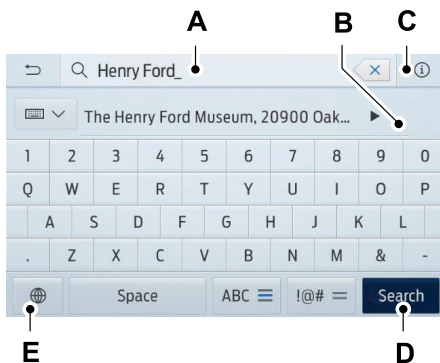 A B C
Henry Ford_
The Henry Ford Museum, 20900 Oak...
1 2 3 4 5 6 7 8 9 0
Q W E R T Y U I O P
A S D F G H J K L
. Z X C V B N M & -
Space ABC !@# Search
E D